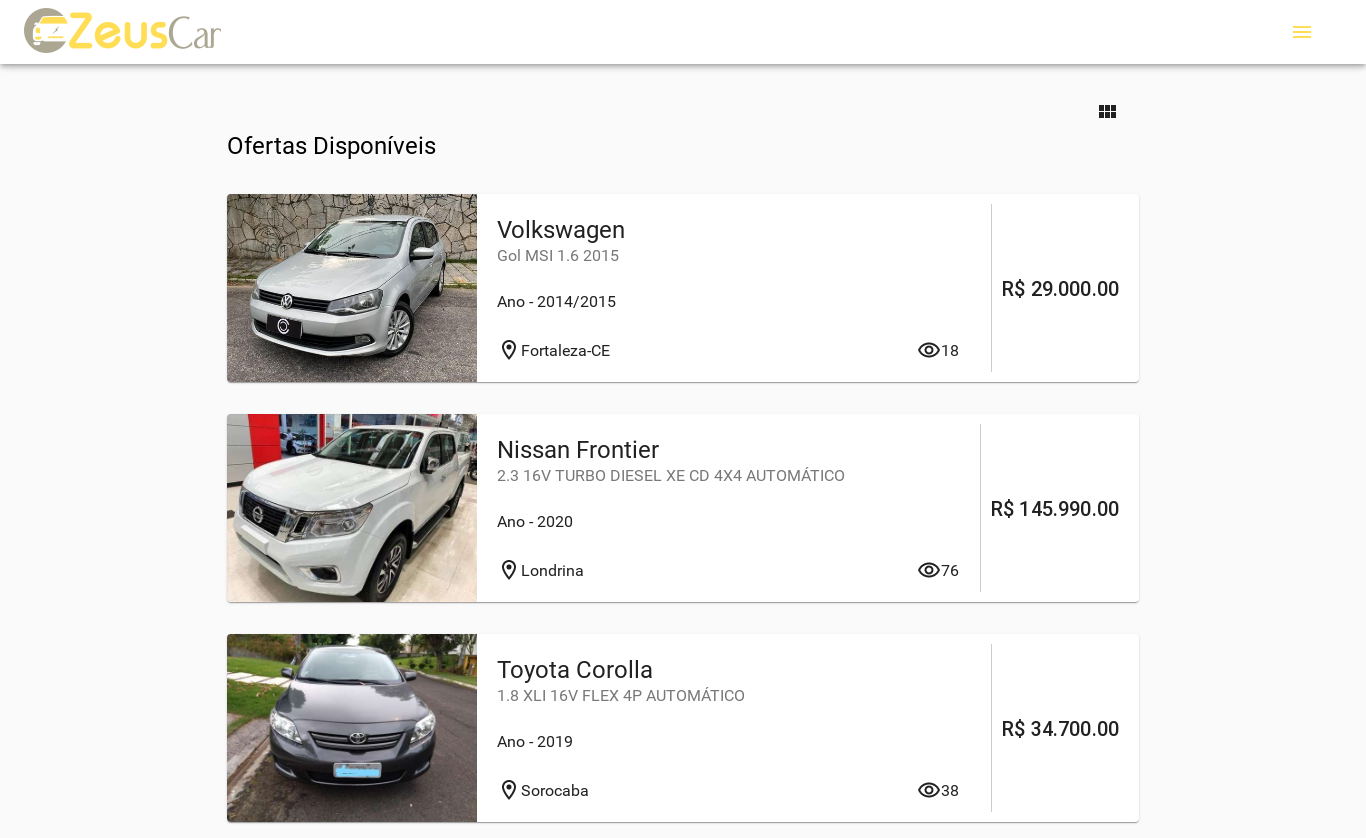 ZeusCar
Ofertas Disponíveis
Volkswagen
Gol MSI 1.6 2015
Ano - 2014/2015
Fortaleza-CE
18
R$ 29.000.00
Nissan Frontier
2.3 16V TURBO DIESEL XE CD 4X4 AUTOMÁTICO
Ano - 2020
Londrina
76
R$ 145.990.00
Toyota Corolla
1.8 XLI 16V FLEX 4P AUTOMÁTICO
Ano - 2019
Sorocaba
38
R$ 34.700.00